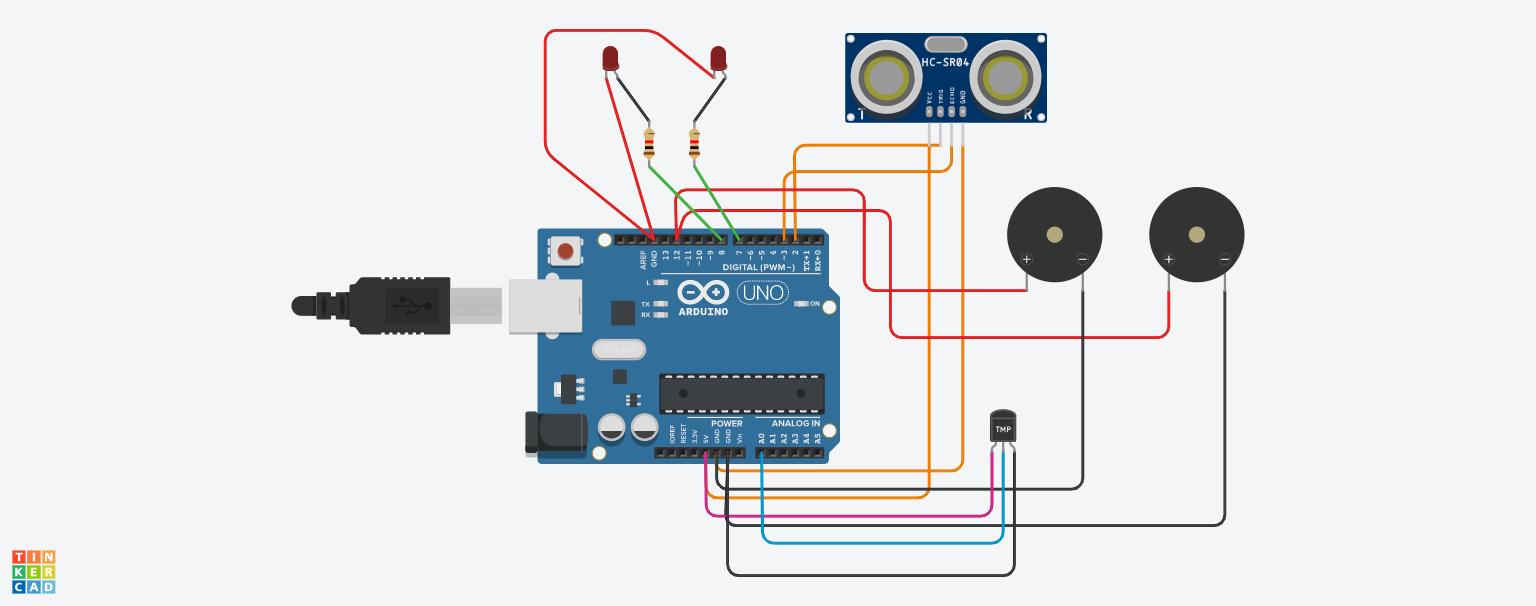 HC-SR04
VCC
TRIG
ECHO
GND
T
R
AREF
GND
13
12
~11
~10
~9
8
7
~6
~5
4
~3
2
TX→1
RX←0
DIGITAL (PWM~)
L
TX
RX
UNO
ON
ARDUINO
+
−
+
−
POWER
ANALOG IN
IOREF
RESET
3.3V
5V
GND
GND
Vin
A0
A1
A2
A3
A4
A5
TMP
TIN
KER
CAD